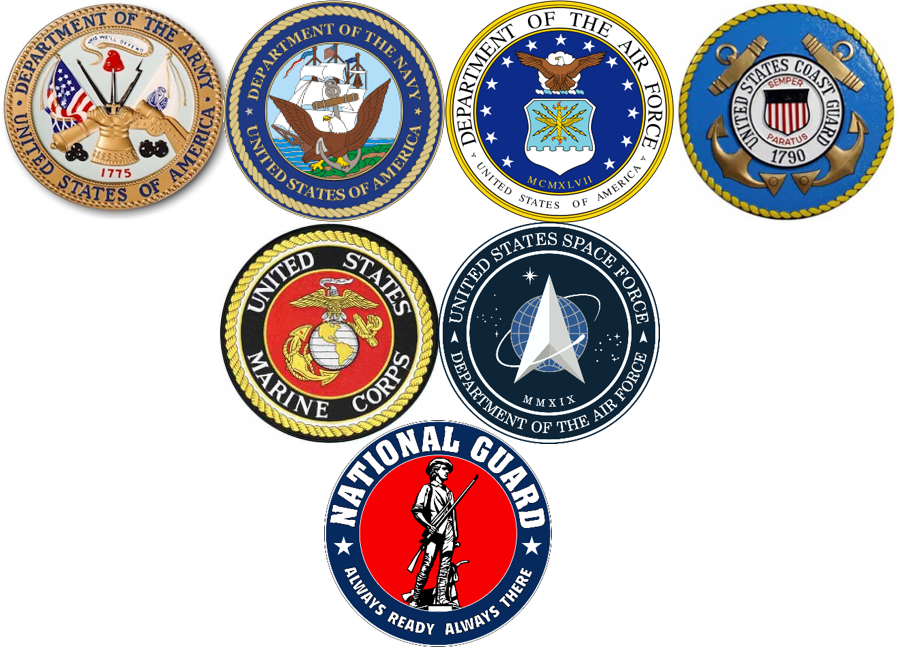 DEPARTMENT OF THE ARMY
THIS WE'LL DEFEND
1775
UNITED STATES OF AMERICA
DEPARTMENT OF THE NAVY
UNITED STATES OF AMERICA
DEPARTMENT OF THE AIR FORCE
MCMXLVII
UNITED STATES OF AMERICA
UNITED STATES COAST GUARD
SEMPER
PARATUS
1790
UNITED STATES
MARINE CORPS
UNITED STATES SPACE FORCE
MMXIX
DEPARTMENT OF THE AIR FORCE
NATIONAL GUARD
ALWAYS READY ALWAYS THERE